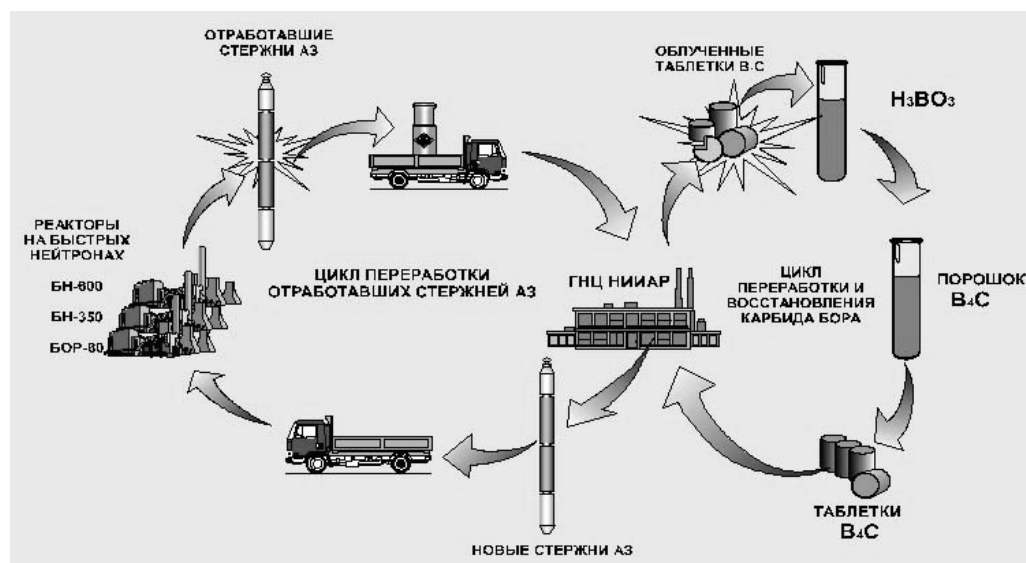 ОТРАБОТАВШИЕ
СТЕРЖНИ АЗ
ОБЛУЧЕННЫЕ
ТАБЛЕТКИ B-C
H₃BO₃
РЕАКТОРЫ
НА БЫСТРЫХ
НЕЙТРОНАХ
БН-600
БН-350
БОР-60
ЦИКЛ ПЕРЕРАБОТКИ
ОТРАБОТАВШИХ СТЕРЖНЕЙ АЗ
ГНЦ НИИАР
ЦИКЛ
ПЕРЕРАБОТКИ И
ВОССТАНОВЛЕНИЯ
КАРБИДА БОРА
ПОРОШОК
B₄C
ТАБЛЕТКИ
B₄C
НОВЫЕ СТЕРЖНИ АЗ